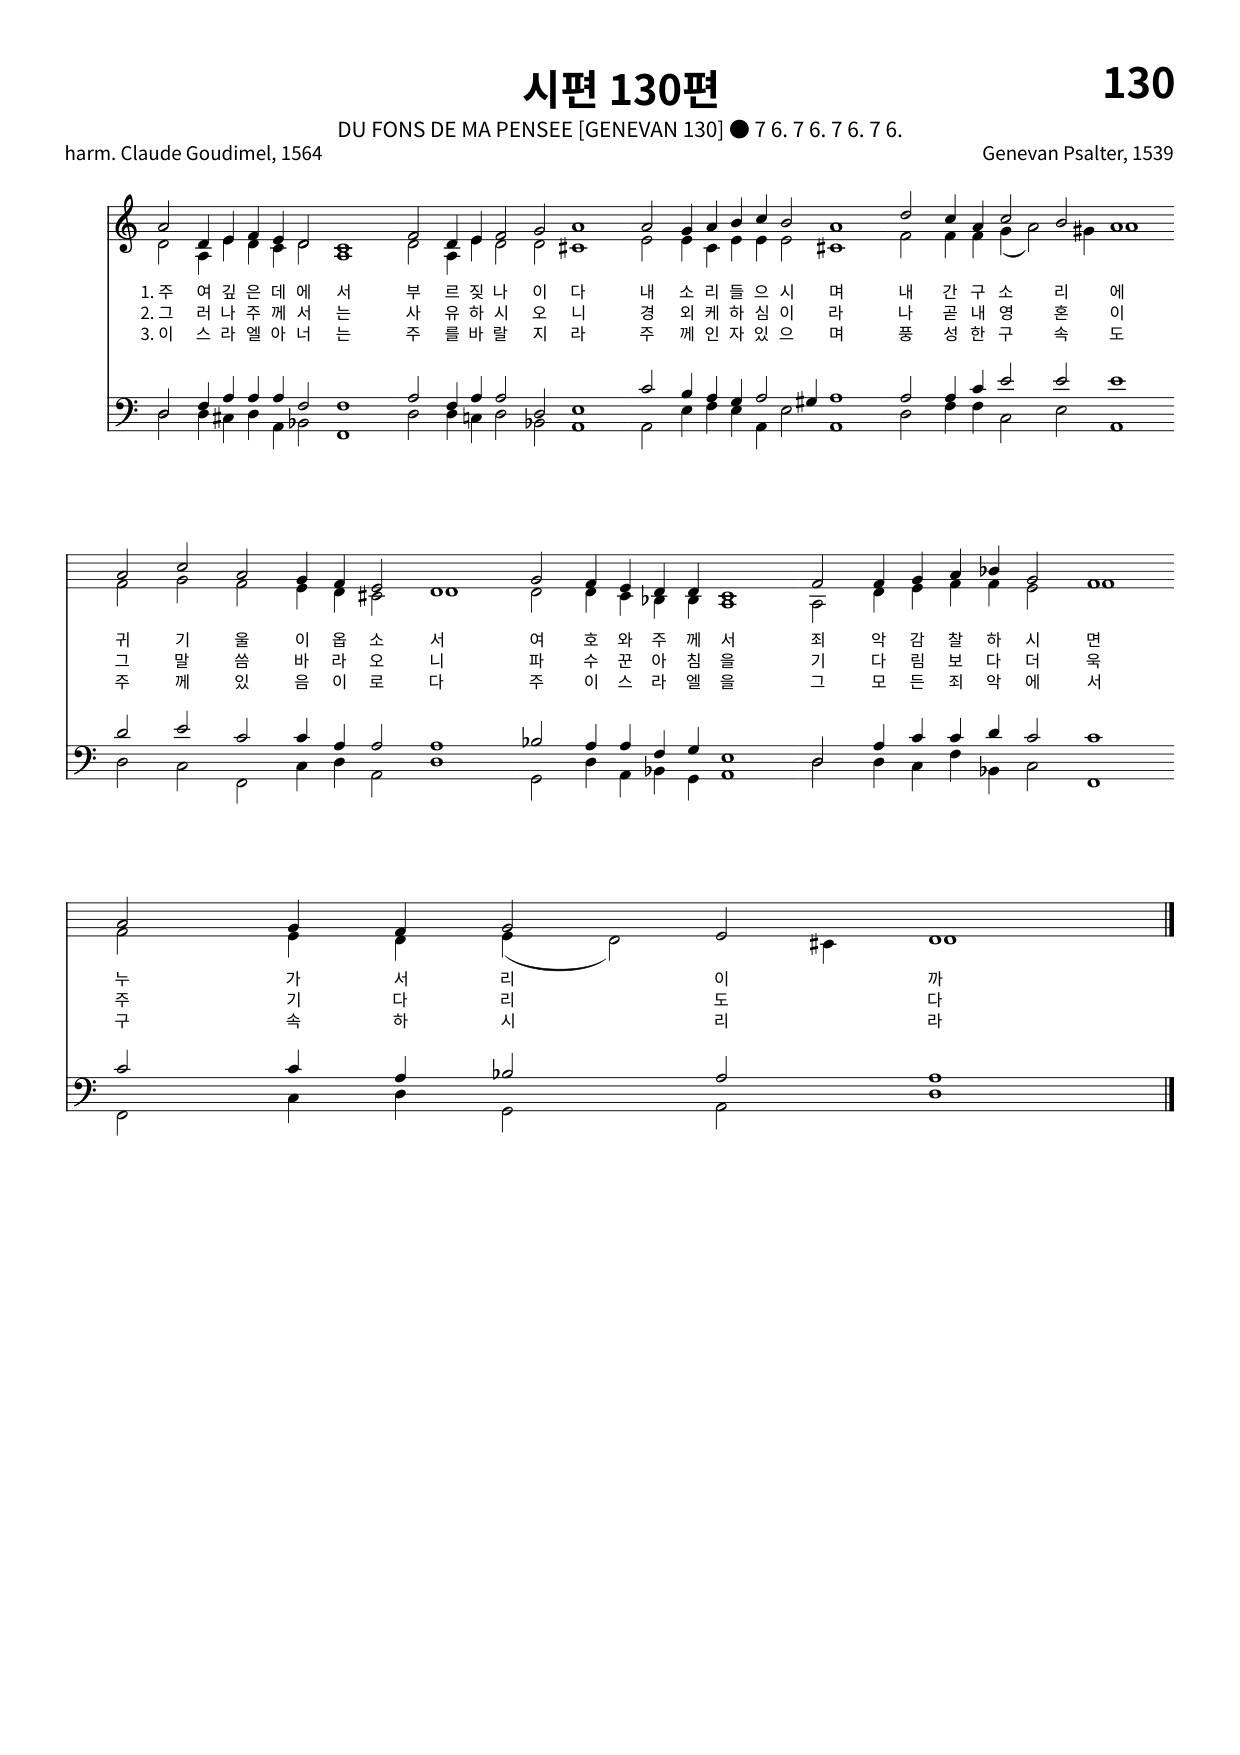 시편 130편
130
DU FONS DE MA PENSEE [GENEVAN 130] ● 7 6. 7 6. 7 6. 7 6.
harm. Claude Goudimel, 1564
Genevan Psalter, 1539
1. 주 여 깊 은 데 에 서 부 르 짖 나 이 다 내 소 리 들 으 시 며 내 간 구 소 리 에
2. 그 러 나 주 께 서 는 사 유 하 시 오 니 경 외 케 하 심 이 라 나 곧 내 영 혼 이
3. 이 스 라 엘 아 너 는 주 를 바 랄 지 라 주 께 인 자 있 으 며 풍 성 한 구 속 도
귀 기 울 이 옵 소 서 여 호 와 주 께 서 죄 악 감 찰 하 시 면
그 말 씀 바 라 오 니 파 수 꾼 아 침 을 기 다 림 보 다 더 욱
주 께 있 음 이 로 다 주 이 스 라 엘 을 그 모 든 죄 악 에 서
누 가 서 리 이 까
주 기 다 리 도 다
구 속 하 시 리 라